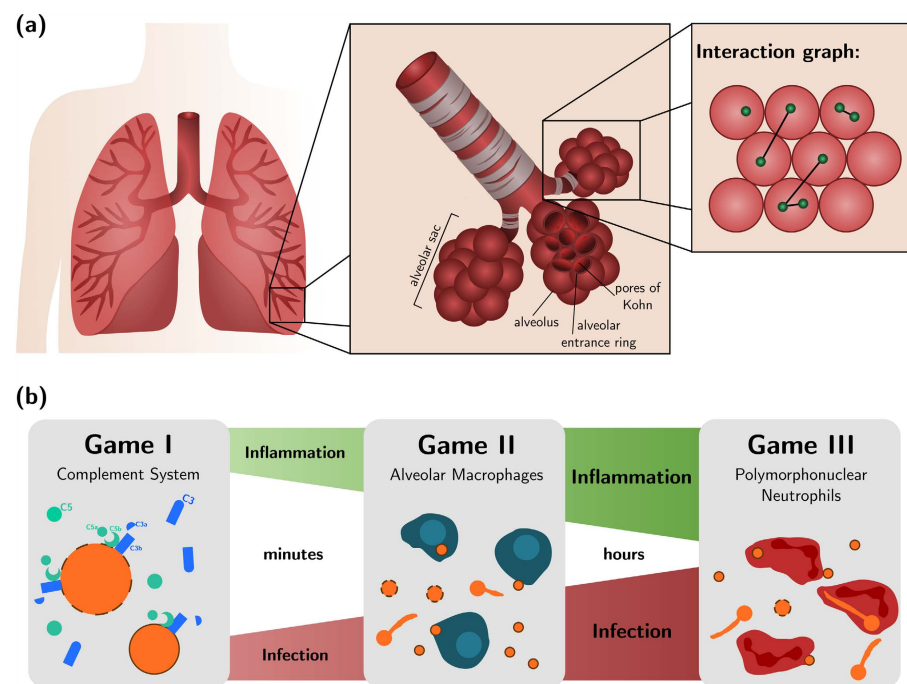 (a)
Interaction graph:
alveolar sac
pores of
Kohn
alveolus
alveolar
entrance ring
(b)
Game I
Complement System
C5
C3
C5a
C5b
C3a
C3b
Inflammation
minutes
Infection
Game II
Alveolar Macrophages
Inflammation
hours
Infection
Game III
Polymorphonuclear
Neutrophils